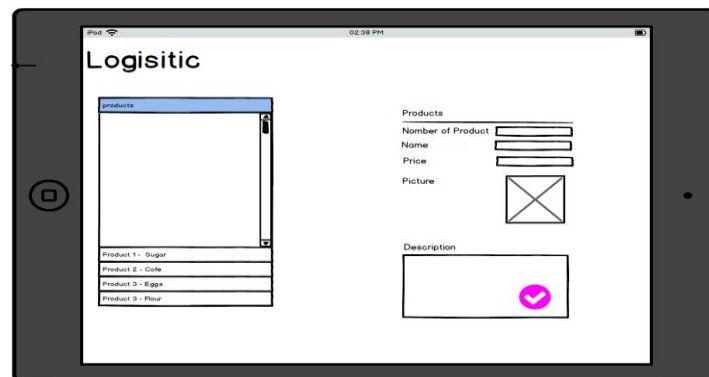 iPod
02:38 PM
Logisitic
products
Product 1 - Sugar
Product 2 - Cofe
Product 3 - Eggs
Product 3 - Flour
Products
Nomber of Product
Name
Price
Picture
Description